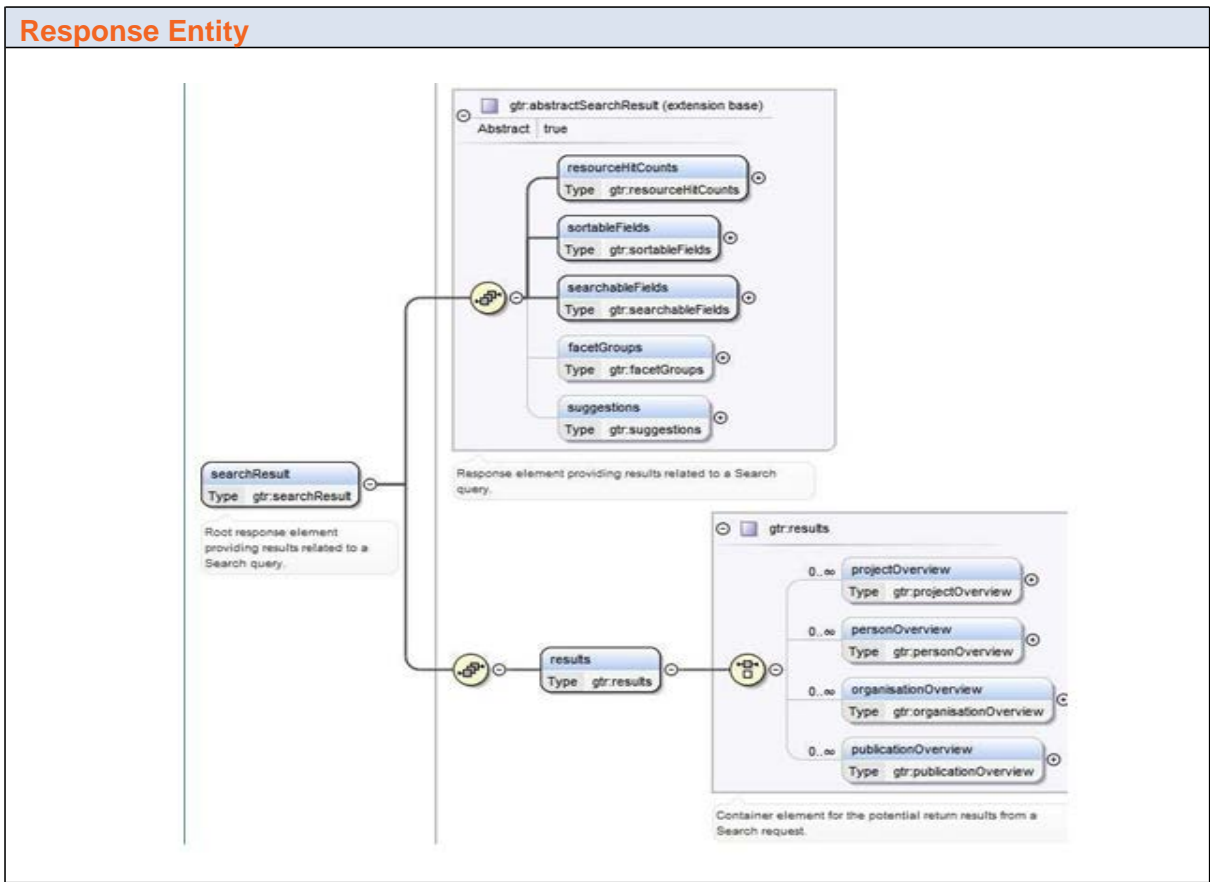 Response Entity
gtr:abstractSearchResult (extension base)
Abstract true
resourceHitCounts
Type gtr:resourceHitCounts
sortableFields
Type gtr:sortableFields
searchableFields
Type gtr:searchableFields
facetGroups
Type gtr:facetGroups
suggestions
Type gtr:suggestions
Response element providing results related to a Search
query.
searchResult
Type gtr:searchResult
Root response element
providing results related to a
Search query.
gtr:results
0..∞ projectOverview
Type gtr:projectOverview
0..∞ personOverview
Type gtr:personOverview
results
Type gtr:results
0..∞ organisationOverview
Type gtr:organisationOverview
0..∞ publicationOverview
Type gtr:publicationOverview
Container element for the potential return results from a
Search request.